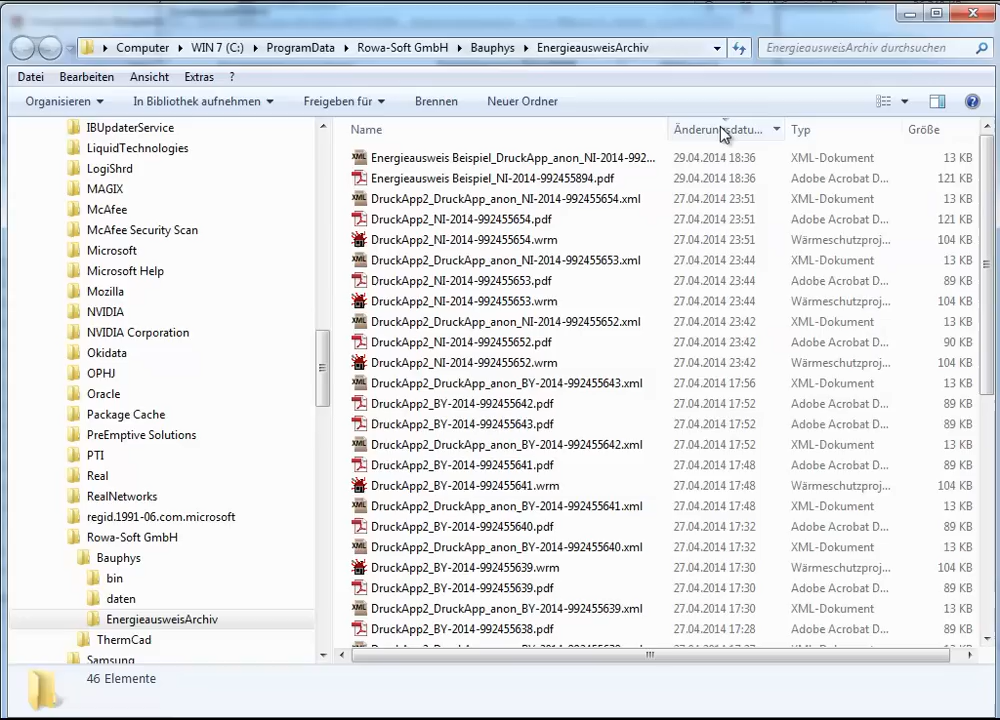 Computer ▸ WIN 7 (C:) ▸ ProgramData ▸ Rowa-Soft GmbH ▸ Bauphys ▸ EnergieausweisArchiv
EnergieausweisArchiv durchsuchen
Datei Bearbeiten Ansicht Extras ?
Organisieren In Bibliothek aufnehmen Freigeben für Brennen Neuer Ordner
IBUpdaterService
LiquidTechnologies
LogiShrd
MAGIX
McAfee
McAfee Security Scan
Microsoft
Microsoft Help
Mozilla
NVIDIA
NVIDIA Corporation
Okidata
OPHJ
Oracle
Package Cache
PreEmptive Solutions
PTI
Real
RealNetworks
regid.1991-06.com.microsoft
Rowa-Soft GmbH
Bauphys
bin
daten
EnergieausweisArchiv
ThermCad
Samsung
Name Änderungsdatu... Typ Größe
Energieausweis Beispiel_DruckApp_anon_NI-2014-992... 29.04.2014 18:36 XML-Dokument 13 KB
Energieausweis Beispiel_NI-2014-992455894.pdf 29.04.2014 18:36 Adobe Acrobat D... 121 KB
DruckApp2_DruckApp_anon_NI-2014-992455654.xml 27.04.2014 23:51 XML-Dokument 13 KB
DruckApp2_NI-2014-992455654.pdf 27.04.2014 23:51 Adobe Acrobat D... 121 KB
DruckApp2_NI-2014-992455654.wrm 27.04.2014 23:51 Wärmeschutzproj... 104 KB
DruckApp2_DruckApp_anon_NI-2014-992455653.xml 27.04.2014 23:44 XML-Dokument 13 KB
DruckApp2_NI-2014-992455653.pdf 27.04.2014 23:44 Adobe Acrobat D... 89 KB
DruckApp2_NI-2014-992455653.wrm 27.04.2014 23:44 Wärmeschutzproj... 104 KB
DruckApp2_DruckApp_anon_NI-2014-992455652.xml 27.04.2014 23:42 XML-Dokument 13 KB
DruckApp2_NI-2014-992455652.pdf 27.04.2014 23:42 Adobe Acrobat D... 90 KB
DruckApp2_NI-2014-992455652.wrm 27.04.2014 23:42 Wärmeschutzproj... 104 KB
DruckApp2_DruckApp_anon_BY-2014-992455643.xml 27.04.2014 17:56 XML-Dokument 13 KB
DruckApp2_BY-2014-992455642.pdf 27.04.2014 17:52 Adobe Acrobat D... 89 KB
DruckApp2_BY-2014-992455643.pdf 27.04.2014 17:52 Adobe Acrobat D... 89 KB
DruckApp2_DruckApp_anon_BY-2014-992455642.xml 27.04.2014 17:52 XML-Dokument 13 KB
DruckApp2_BY-2014-992455641.pdf 27.04.2014 17:48 Adobe Acrobat D... 89 KB
DruckApp2_BY-2014-992455641.wrm 27.04.2014 17:48 Wärmeschutzproj... 104 KB
DruckApp2_DruckApp_anon_BY-2014-992455641.xml 27.04.2014 17:48 XML-Dokument 13 KB
DruckApp2_BY-2014-992455640.pdf 27.04.2014 17:32 Adobe Acrobat D... 89 KB
DruckApp2_DruckApp_anon_BY-2014-992455640.xml 27.04.2014 17:32 XML-Dokument 13 KB
DruckApp2_BY-2014-992455639.wrm 27.04.2014 17:30 Wärmeschutzproj... 104 KB
DruckApp2_BY-2014-992455639.pdf 27.04.2014 17:30 Adobe Acrobat D... 89 KB
DruckApp2_DruckApp_anon_BY-2014-992455639.xml 27.04.2014 17:30 XML-Dokument 13 KB
DruckApp2_BY-2014-992455638.pdf 27.04.2014 17:28 Adobe Acrobat D... 89 KB
46 Elemente